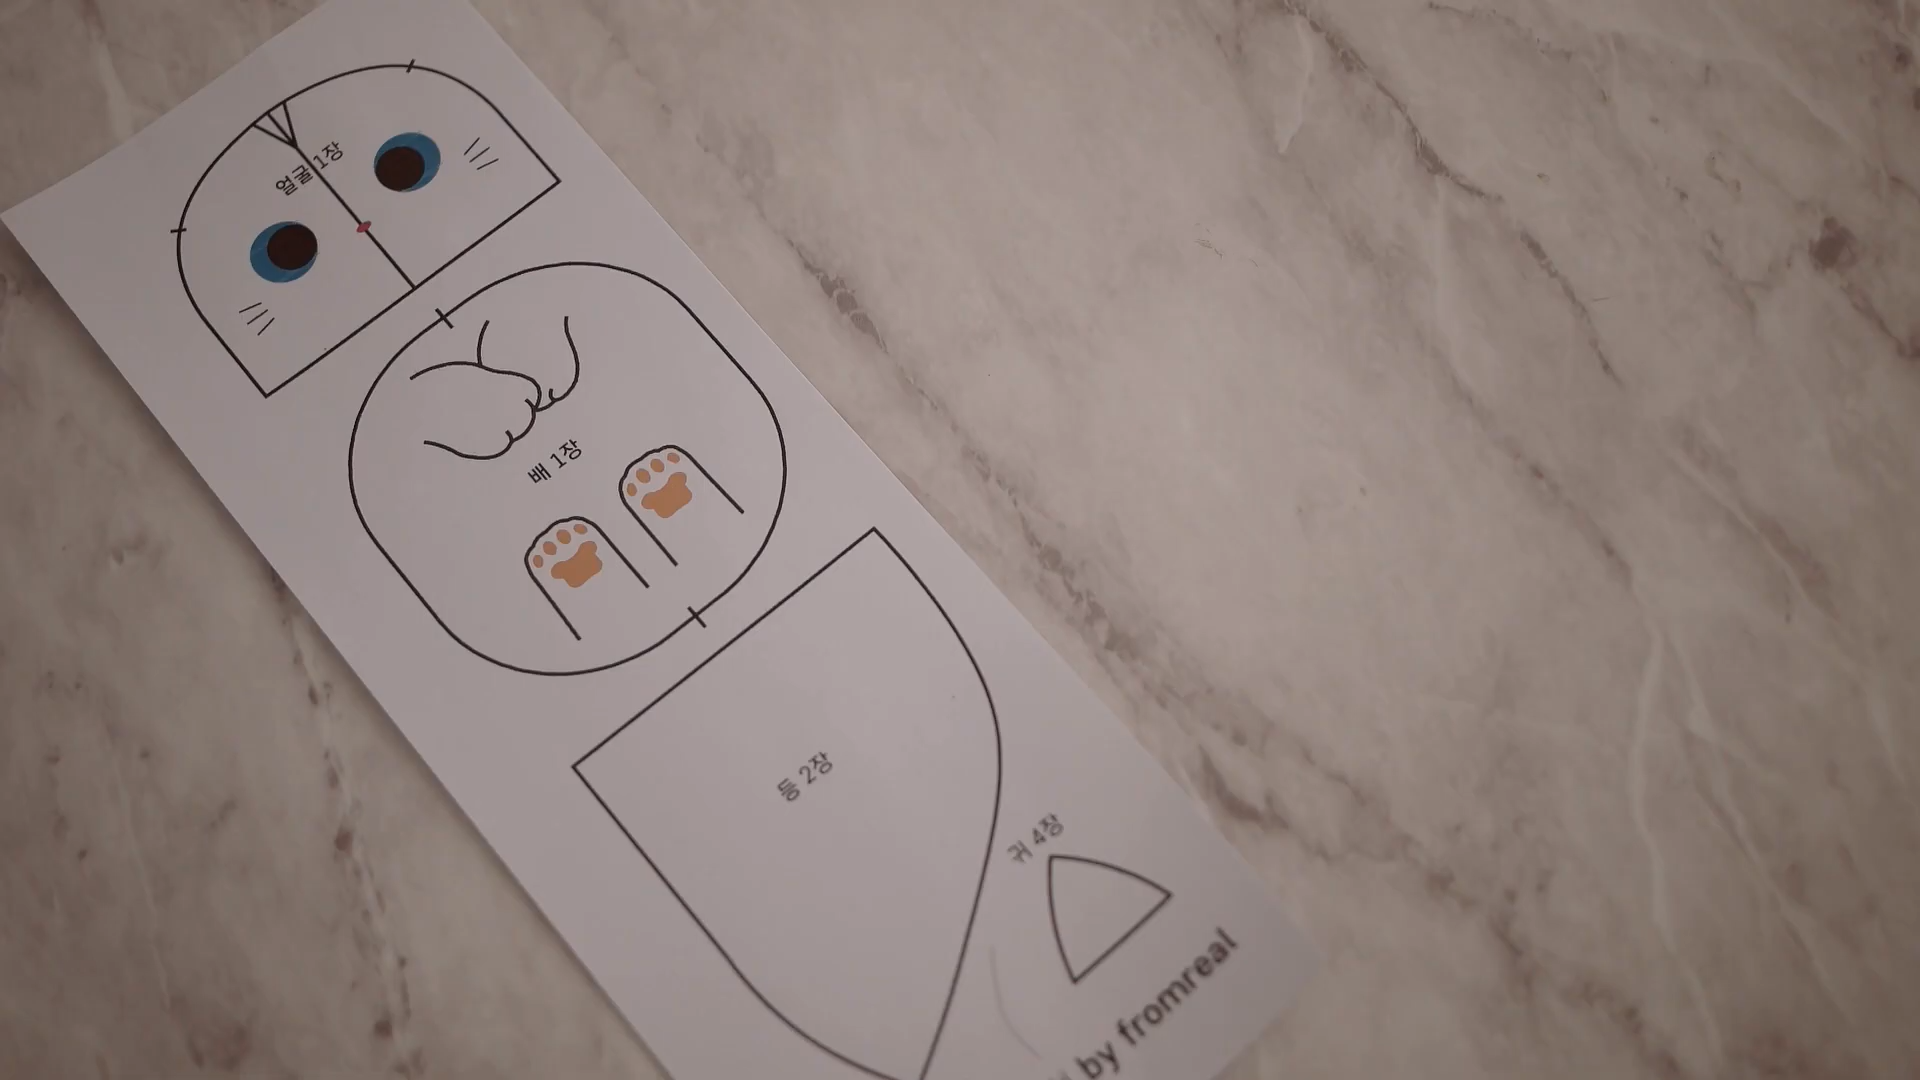 얼굴 1장
배 1장
등 2장
귀 4장
by fromreal